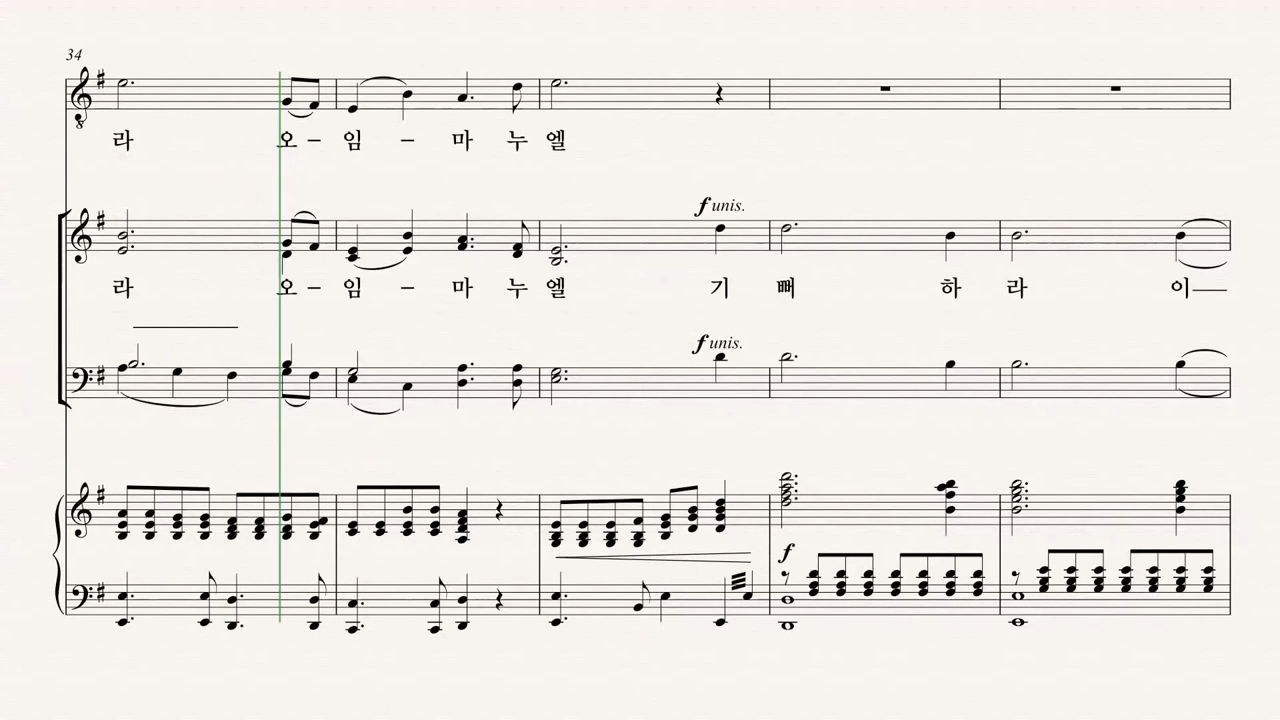 34
라 오 – 임 – 마 누 엘
f unis.
라 오 – 임 – 마 누 엘 기 뻐 하 라 이
f unis.
f